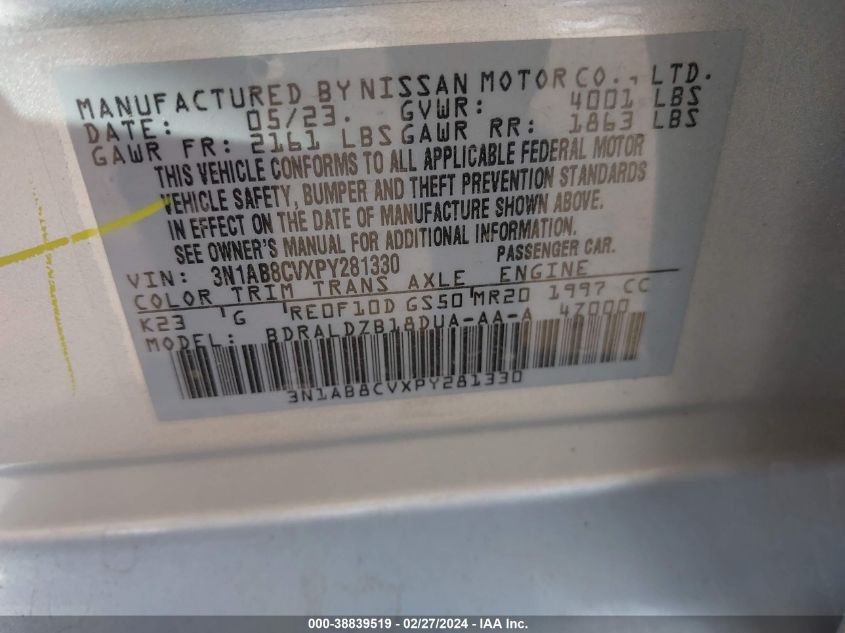 MANUFACTURED BY NISSAN MOTOR CO., LTD.
DATE: 05/23. GVWR: 4001 LBS
GAWR FR: 2161 LBS GAWR RR: 1863 LBS
THIS VEHICLE CONFORMS TO ALL APPLICABLE FEDERAL MOTOR
VEHICLE SAFETY, BUMPER AND THEFT PREVENTION STANDARDS
IN EFFECT ON THE DATE OF MANUFACTURE SHOWN ABOVE.
SEE OWNER'S MANUAL FOR ADDITIONAL INFORMATION.
VIN: 3N1AB8CVXPY281330 PASSENGER CAR.
COLOR TRIM TRANS AXLE ENGINE
K23 G RE0F10D GS50 MR20 1997 CC
MODEL: BDRALDZB18DUA-AA-A 47000
3N1AB8CVXPY281330
000-38839519 - 02/27/2024 - IAA Inc.